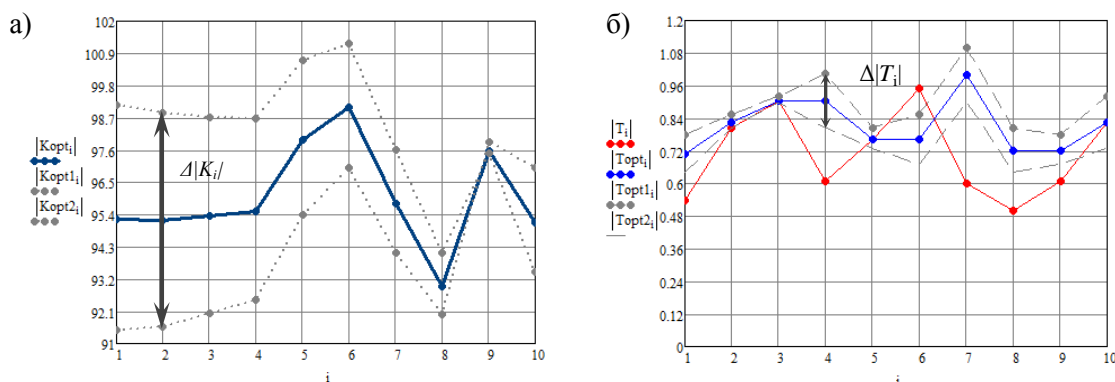 а)
102
100.9
99.8
98.7
97.6
96.5
95.4
94.3
93.2
92.1
91
|Kopt_i|
|Kopt1_i|
|Kopt2_i|
Δ|K_i/
1 2 3 4 5 6 7 8 9 10
i
б)
1.2
1.08
0.96
0.84
0.72
0.6
0.48
0.36
0.24
0.12
0
|T_i|
|Topt_i|
|Topt1_i|
|Topt2_i|
Δ|T_i|
1 2 3 4 5 6 7 8 9 10
i